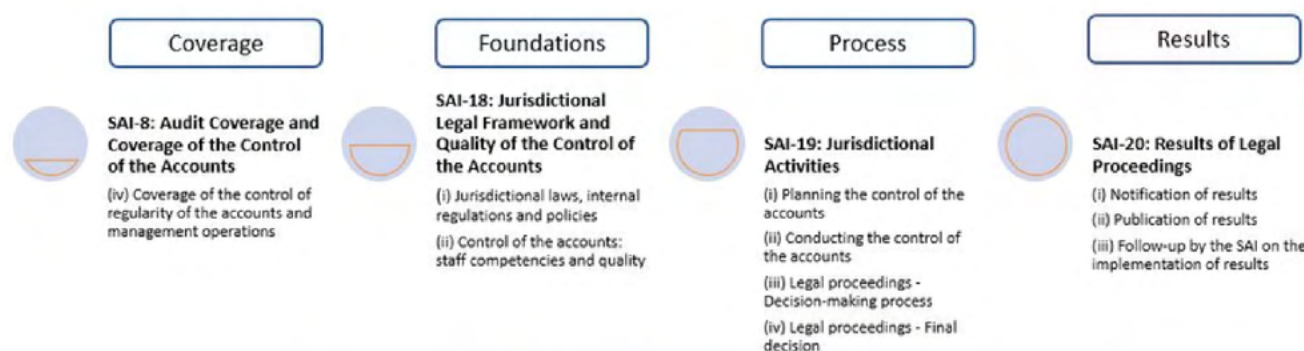 Coverage
SAI-8: Audit Coverage and
Coverage of the Control
of the Accounts
(iv) Coverage of the control of
regularity of the accounts and
management operations
Foundations
SAI-18: Jurisdictional
Legal Framework and
Quality of the Control of
the Accounts
(i) Jurisdictional laws, internal
regulations and policies
(ii) Control of the accounts:
staff competencies and quality
Process
SAI-19: Jurisdictional
Activities
(i) Planning the control of the
accounts
(ii) Conducting the control of
the accounts
(iii) Legal proceedings -
Decision-making process
(iv) Legal proceedings - Final
decision
Results
SAI-20: Results of Legal
Proceedings
(i) Notification of results
(ii) Publication of results
(iii) Follow-up by the SAI on the
implementation of results